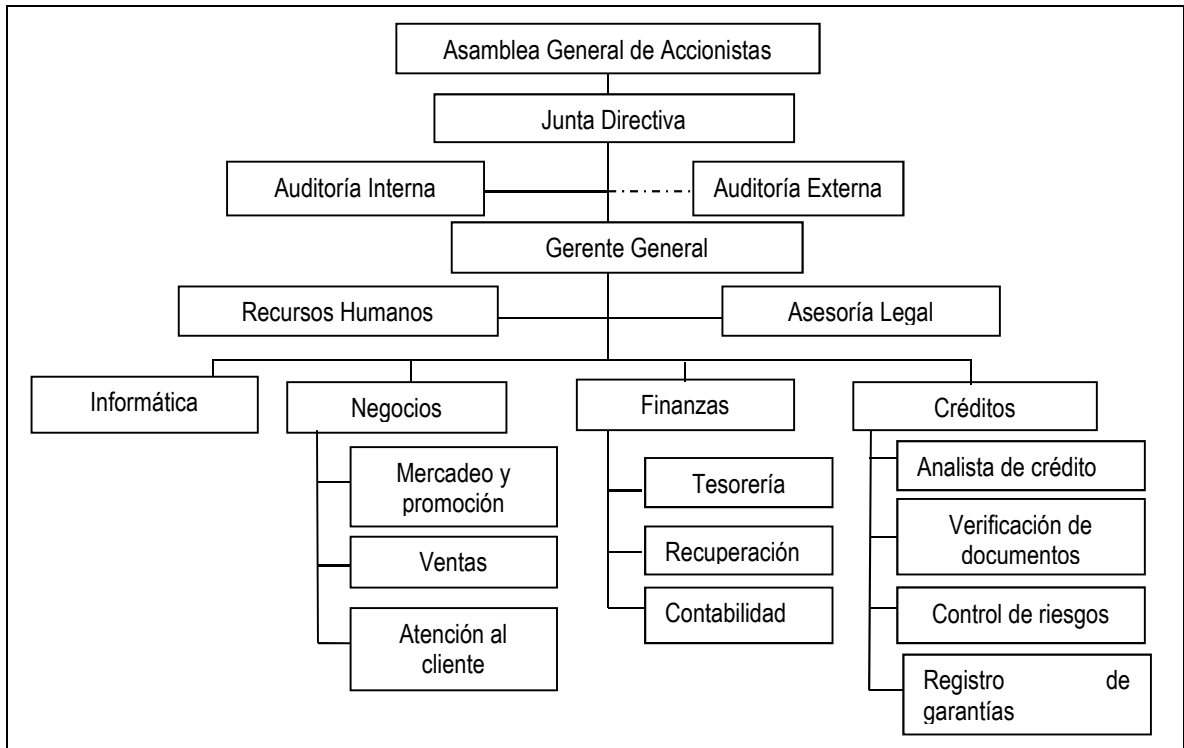 Asamblea General de Accionistas
Junta Directiva
Auditoría Interna
Auditoría Externa
Gerente General
Recursos Humanos
Asesoría Legal
Informática
Negocios
Finanzas
Créditos
Mercadeo y
promoción
Ventas
Atención al
cliente
Tesorería
Recuperación
Contabilidad
Analista de crédito
Verificación de
documentos
Control de riesgos
Registro de
garantías